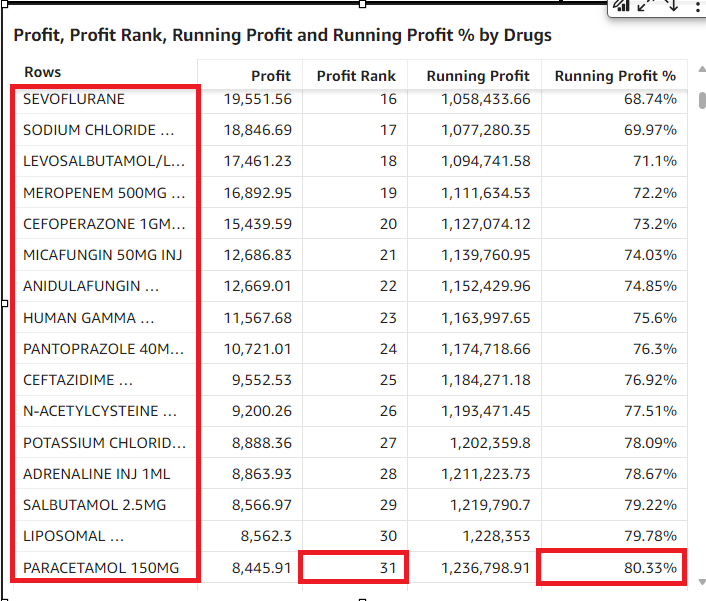 Profit, Profit Rank, Running Profit and Running Profit % by Drugs
Rows Profit Profit Rank Running Profit Running Profit %
SEVOFLURANE 19,551.56 16 1,058,433.66 68.74%
SODIUM CHLORIDE ... 18,846.69 17 1,077,280.35 69.97%
LEVOSALBUTAMOL/L... 17,461.23 18 1,094,741.58 71.1%
MEROPENEM 500MG ... 16,892.95 19 1,111,634.53 72.2%
CEFOPERAZONE 1GM... 15,439.59 20 1,127,074.12 73.2%
MICAFUNGIN 50MG INJ 12,686.83 21 1,139,760.95 74.03%
ANIDULAFUNGIN ... 12,669.01 22 1,152,429.96 74.85%
HUMAN GAMMA ... 11,567.68 23 1,163,997.65 75.6%
PANTOPRAZOLE 40M... 10,721.01 24 1,174,718.66 76.3%
CEFTAZIDIME ... 9,552.53 25 1,184,271.18 76.92%
N-ACETYLCYSTEINE ... 9,200.26 26 1,193,471.45 77.51%
POTASSIUM CHLORID... 8,888.36 27 1,202,359.8 78.09%
ADRENALINE INJ 1ML 8,863.93 28 1,211,223.73 78.67%
SALBUTAMOL 2.5MG 8,566.97 29 1,219,790.7 79.22%
LIPOSOMAL ... 8,562.3 30 1,228,353 79.78%
PARACETAMOL 150MG 8,445.91 31 1,236,798.91 80.33%